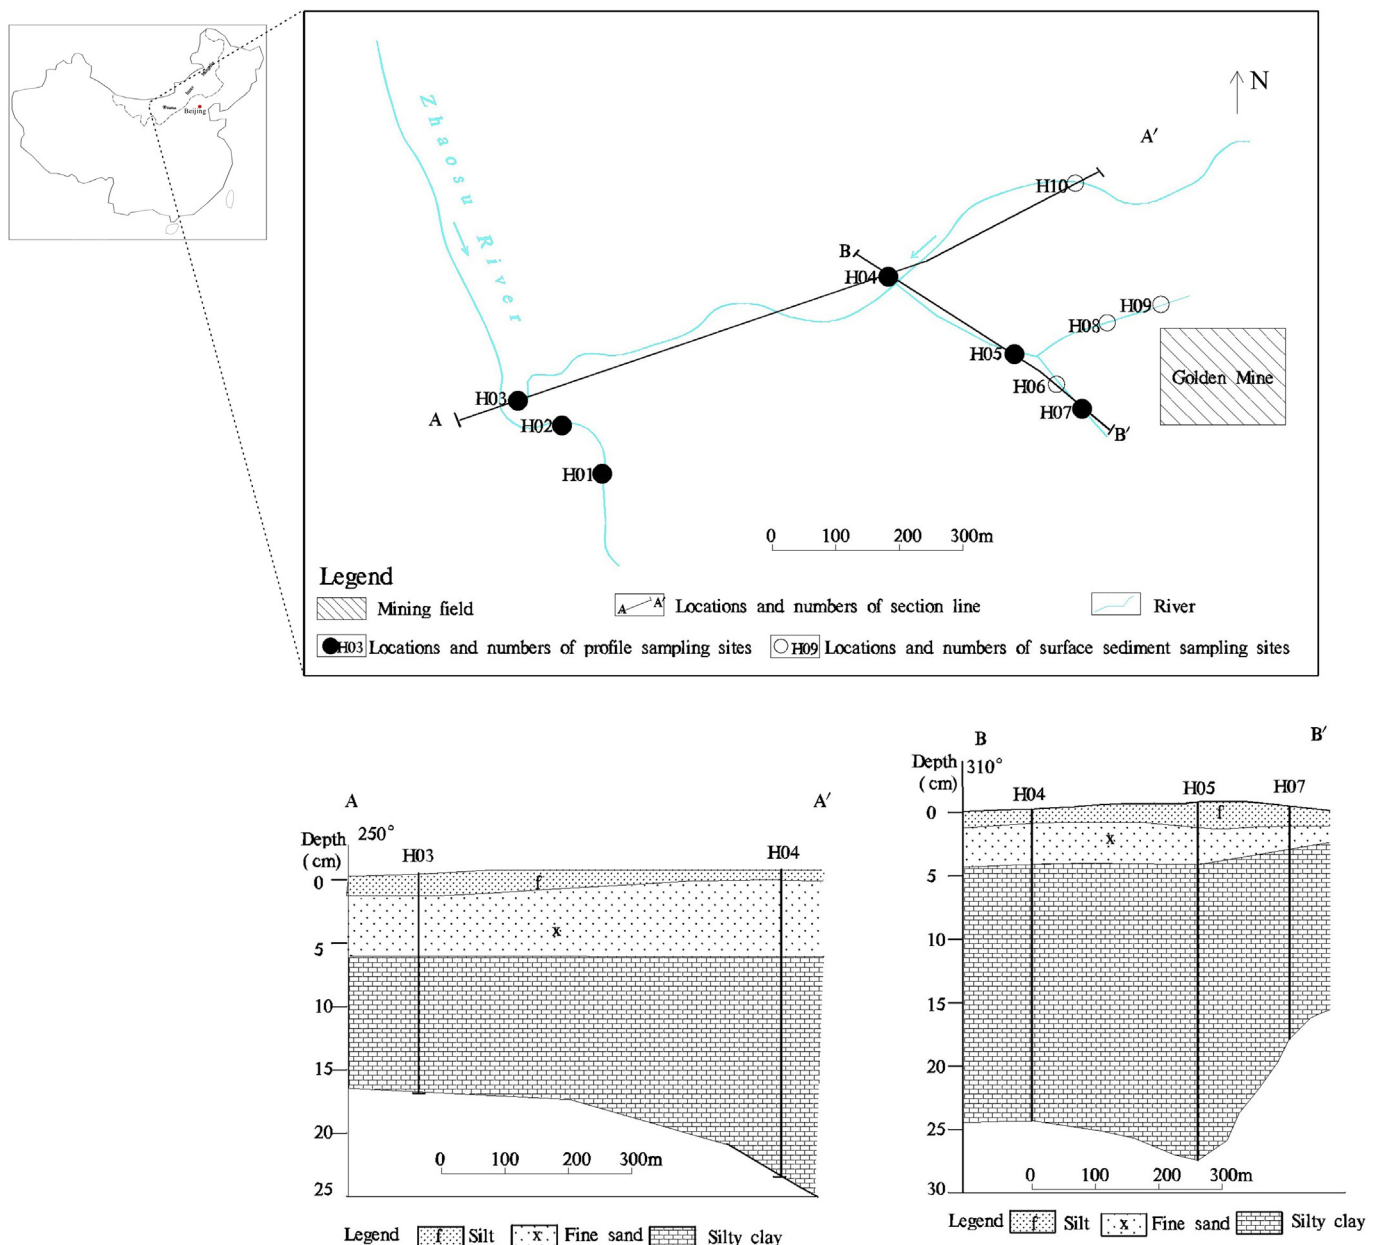 Beijing
Zhaosu River
N
A′
H10
B
H04
H09
H08
H05
Golden Mine
H06
H03
H07
A
H02
B′
H01
0 100 200 300m
Legend
Mining field
A A′ Locations and numbers of section line
River
H03 Locations and numbers of profile sampling sites
H09 Locations and numbers of surface sediment sampling sites
A A′
Depth
(cm)
250°
H03 H04
0
f
x
5
10
15
20
25
0 100 200 300m
Legend f Silt x Fine sand Silty clay
B B′
Depth
(cm)
310°
H04 H05 H07
0
f
x
5
10
15
20
25
30
0 100 200 300m
Legend f Silt x Fine sand Silty clay